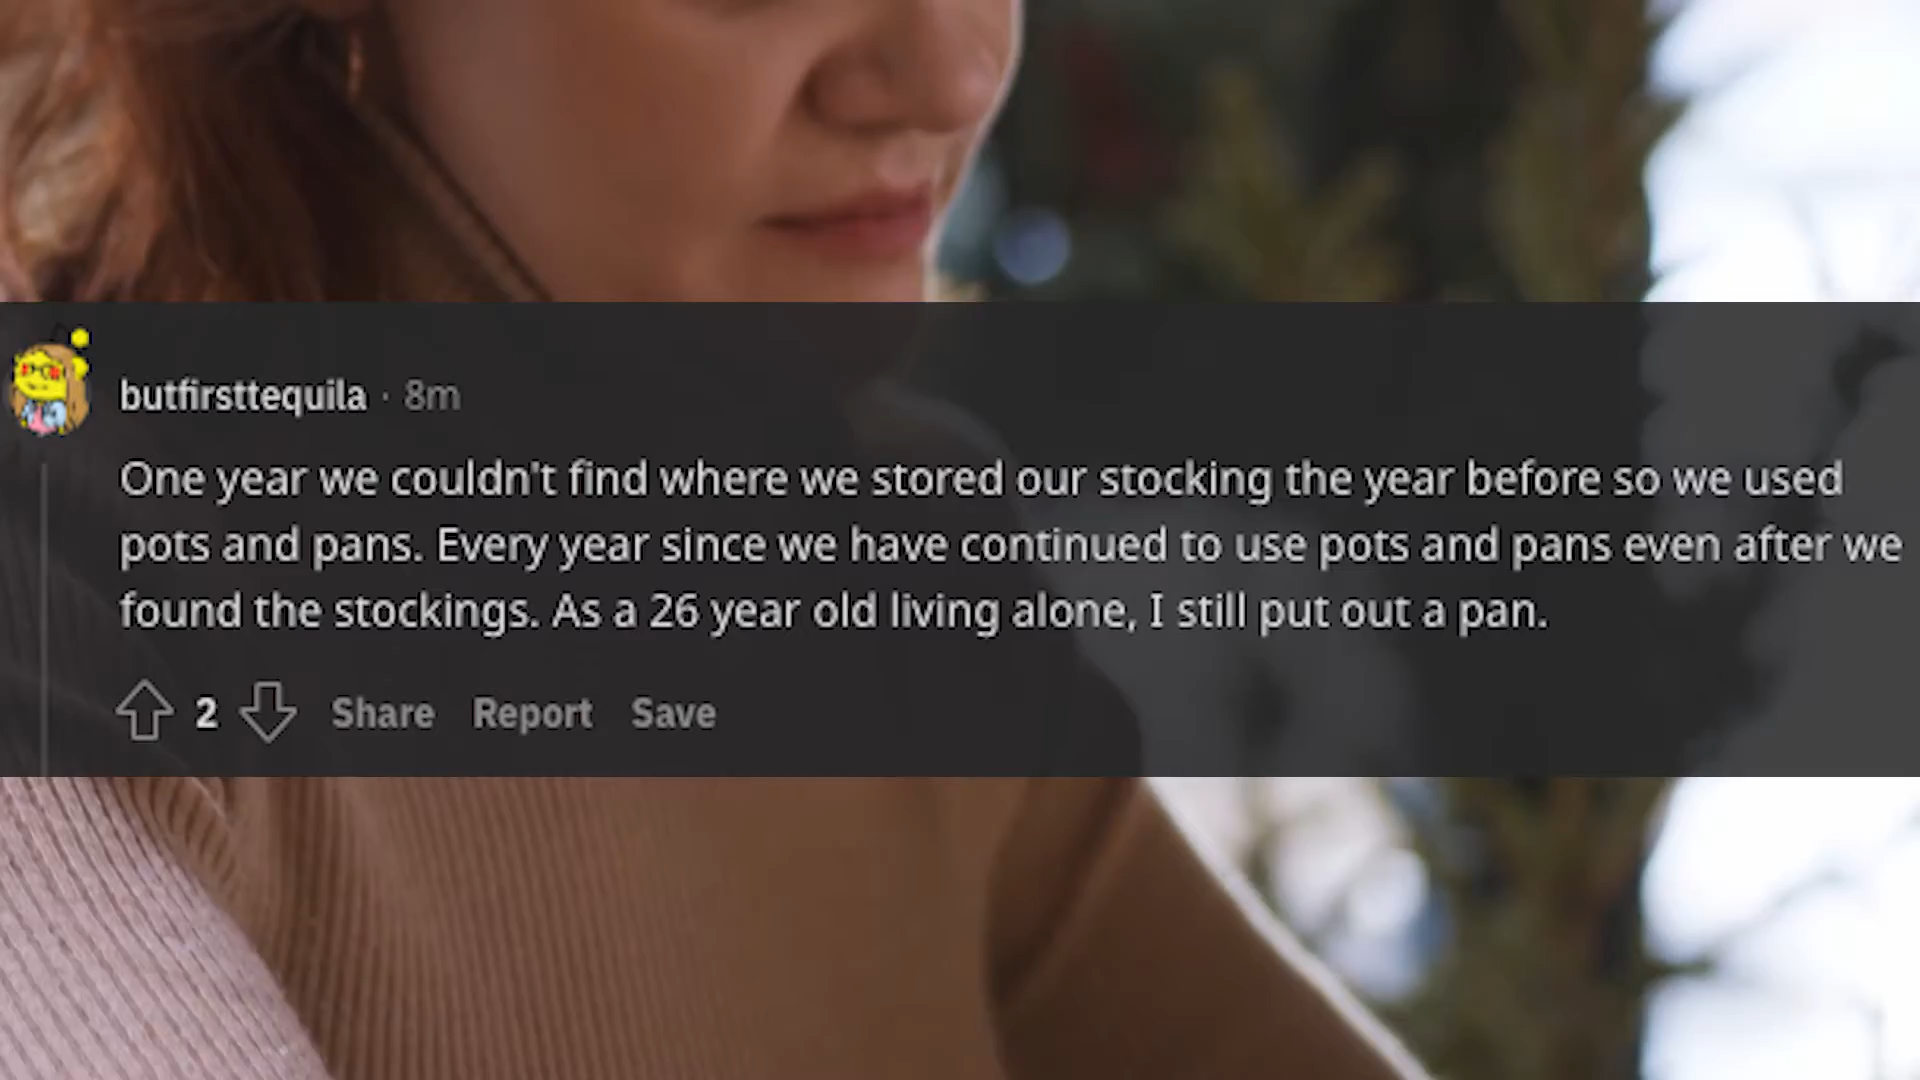 butfirsttequila · 8m
One year we couldn't find where we stored our stocking the year before so we used
pots and pans. Every year since we have continued to use pots and pans even after we
found the stockings. As a 26 year old living alone, I still put out a pan.
2 Share Report Save